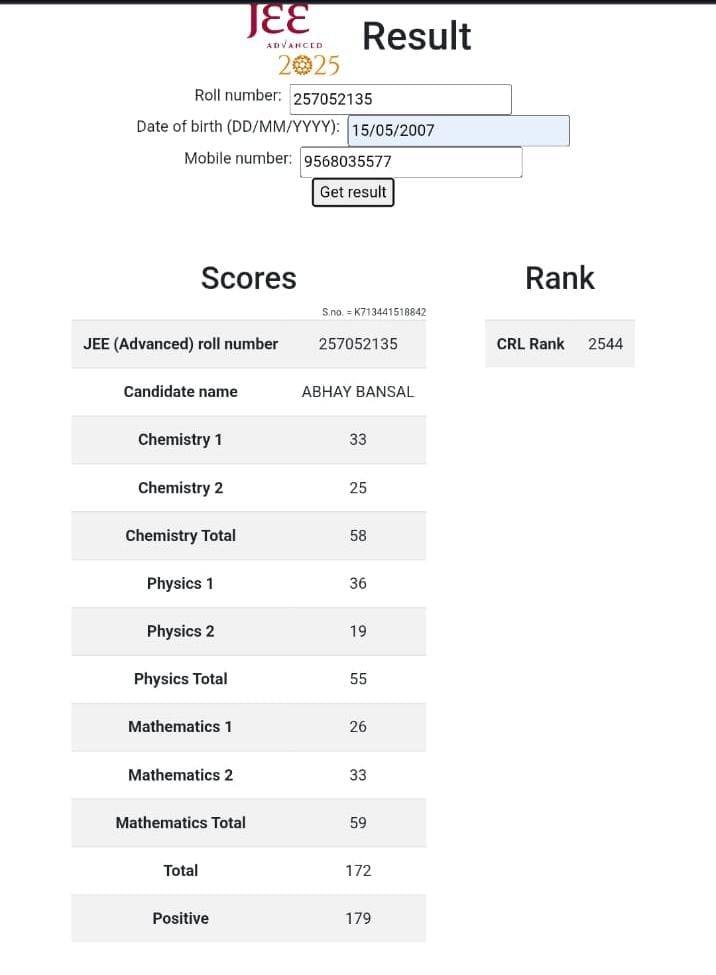 JEE
ADVANCED
2025
Result
Roll number: 257052135
Date of birth (DD/MM/YYYY): 15/05/2007
Mobile number: 9568035577
Get result
Scores
S.no. = K713441518842
JEE (Advanced) roll number 257052135
Candidate name ABHAY BANSAL
Chemistry 1 33
Chemistry 2 25
Chemistry Total 58
Physics 1 36
Physics 2 19
Physics Total 55
Mathematics 1 26
Mathematics 2 33
Mathematics Total 59
Total 172
Positive 179
Rank
CRL Rank 2544